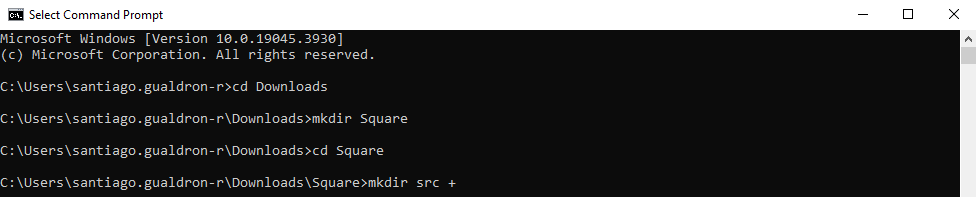 Select Command Prompt
Microsoft Windows [Version 10.0.19045.3930]
(c) Microsoft Corporation. All rights reserved.
C:\Users\santiago.gualdron-r>cd Downloads
C:\Users\santiago.gualdron-r\Downloads>mkdir Square
C:\Users\santiago.gualdron-r\Downloads>cd Square
C:\Users\santiago.gualdron-r\Downloads\Square>mkdir src +